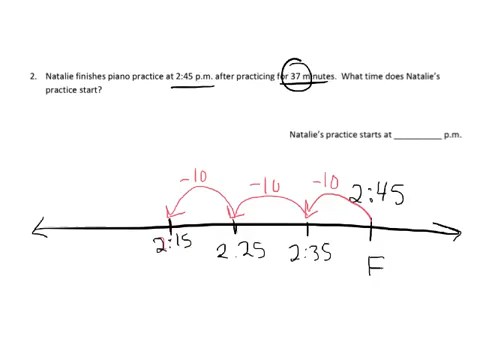 2. Natalie finishes piano practice at 2:45 p.m. after practicing for 37 minutes. What time does Natalie's
practice start?
Natalie's practice starts at __________ p.m.
-10 -10 -10 2:45
2:15 2:25 2:35 F